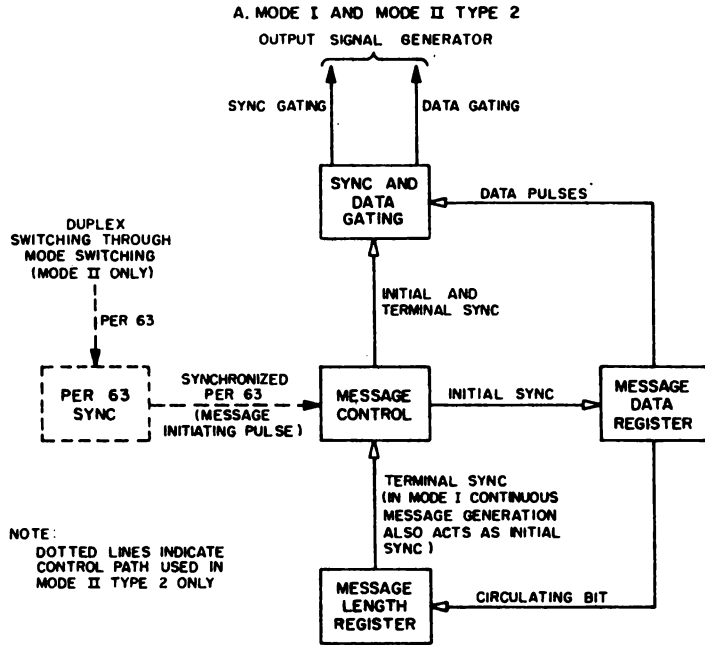 A. MODE I AND MODE II TYPE 2
OUTPUT SIGNAL GENERATOR
SYNC GATING
DATA GATING
SYNC AND
DATA
GATING
DATA PULSES
DUPLEX
SWITCHING THROUGH
MODE SWITCHING
(MODE II ONLY)
PER 63
INITIAL AND
TERMINAL SYNC
PER 63
SYNC
SYNCHRONIZED
PER 63
(MESSAGE
INITIATING PULSE)
MESSAGE
CONTROL
INITIAL SYNC
MESSAGE
DATA
REGISTER
TERMINAL SYNC
(IN MODE I CONTINUOUS
MESSAGE GENERATION
ALSO ACTS AS INITIAL
SYNC)
NOTE:
DOTTED LINES INDICATE
CONTROL PATH USED IN
MODE II TYPE 2 ONLY
MESSAGE
LENGTH
REGISTER
CIRCULATING BIT